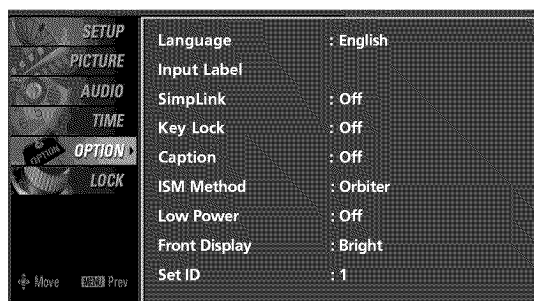 SETUP
PICTURE
AUDIO
TIME
OPTION
LOCK
Move MENU Prev
Language : English
Input Label
SimpLink : Off
Key Lock : Off
Caption : Off
ISM Method : Orbiter
Low Power : Off
Front Display : Bright
Set ID : 1